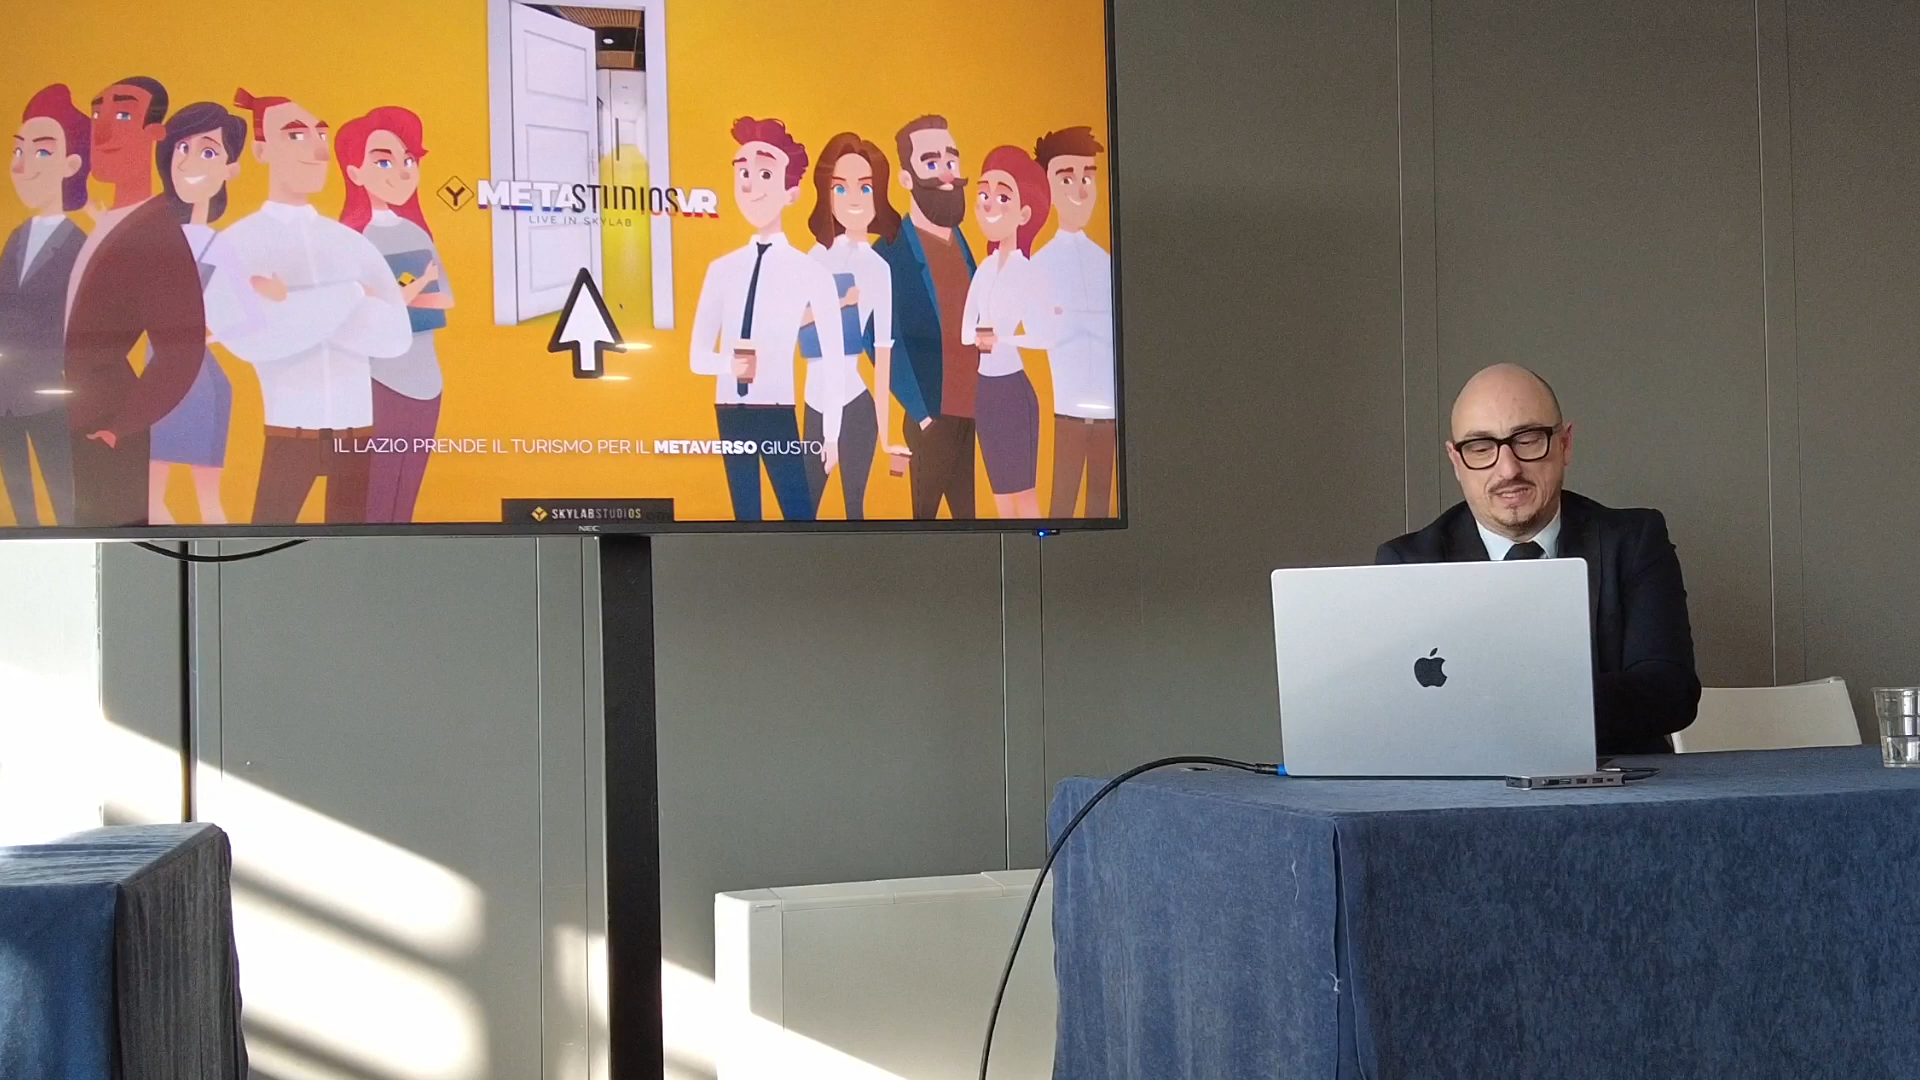 METASTUDIOSVR
LIVE IN SKYLAB
IL LAZIO PRENDE IL TURISMO PER IL METAVERSO GIUSTO
SKYLABSTUDIOS
NEC